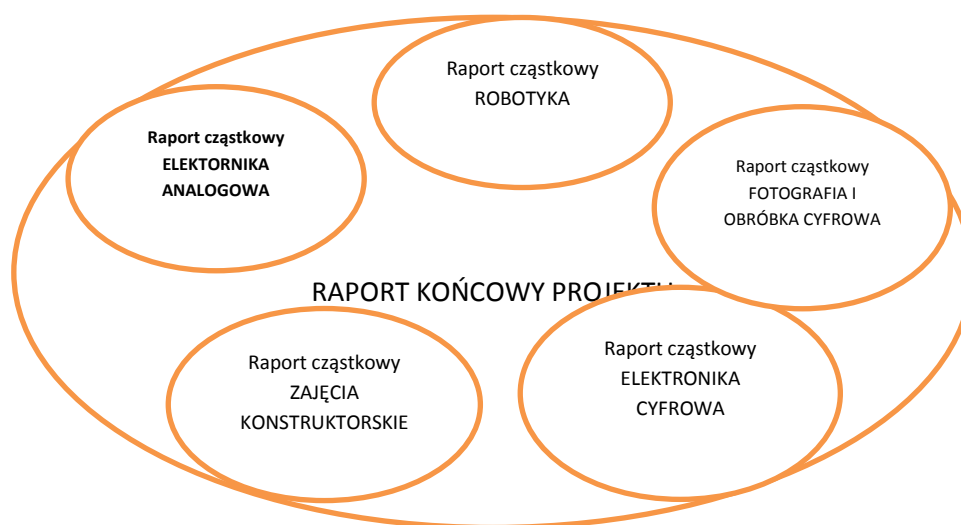 Raport cząstkowy
ROBOTYKA
Raport cząstkowy
ELEKTORNIKA
ANALOGOWA
Raport cząstkowy
FOTOGRAFIA I
OBRÓBKA CYFROWA
RAPORT KOŃCOWY PROJEKTU
Raport cząstkowy
ZAJĘCIA
KONSTRUKTORSKIE
Raport cząstkowy
ELEKTRONIKA
CYFROWA